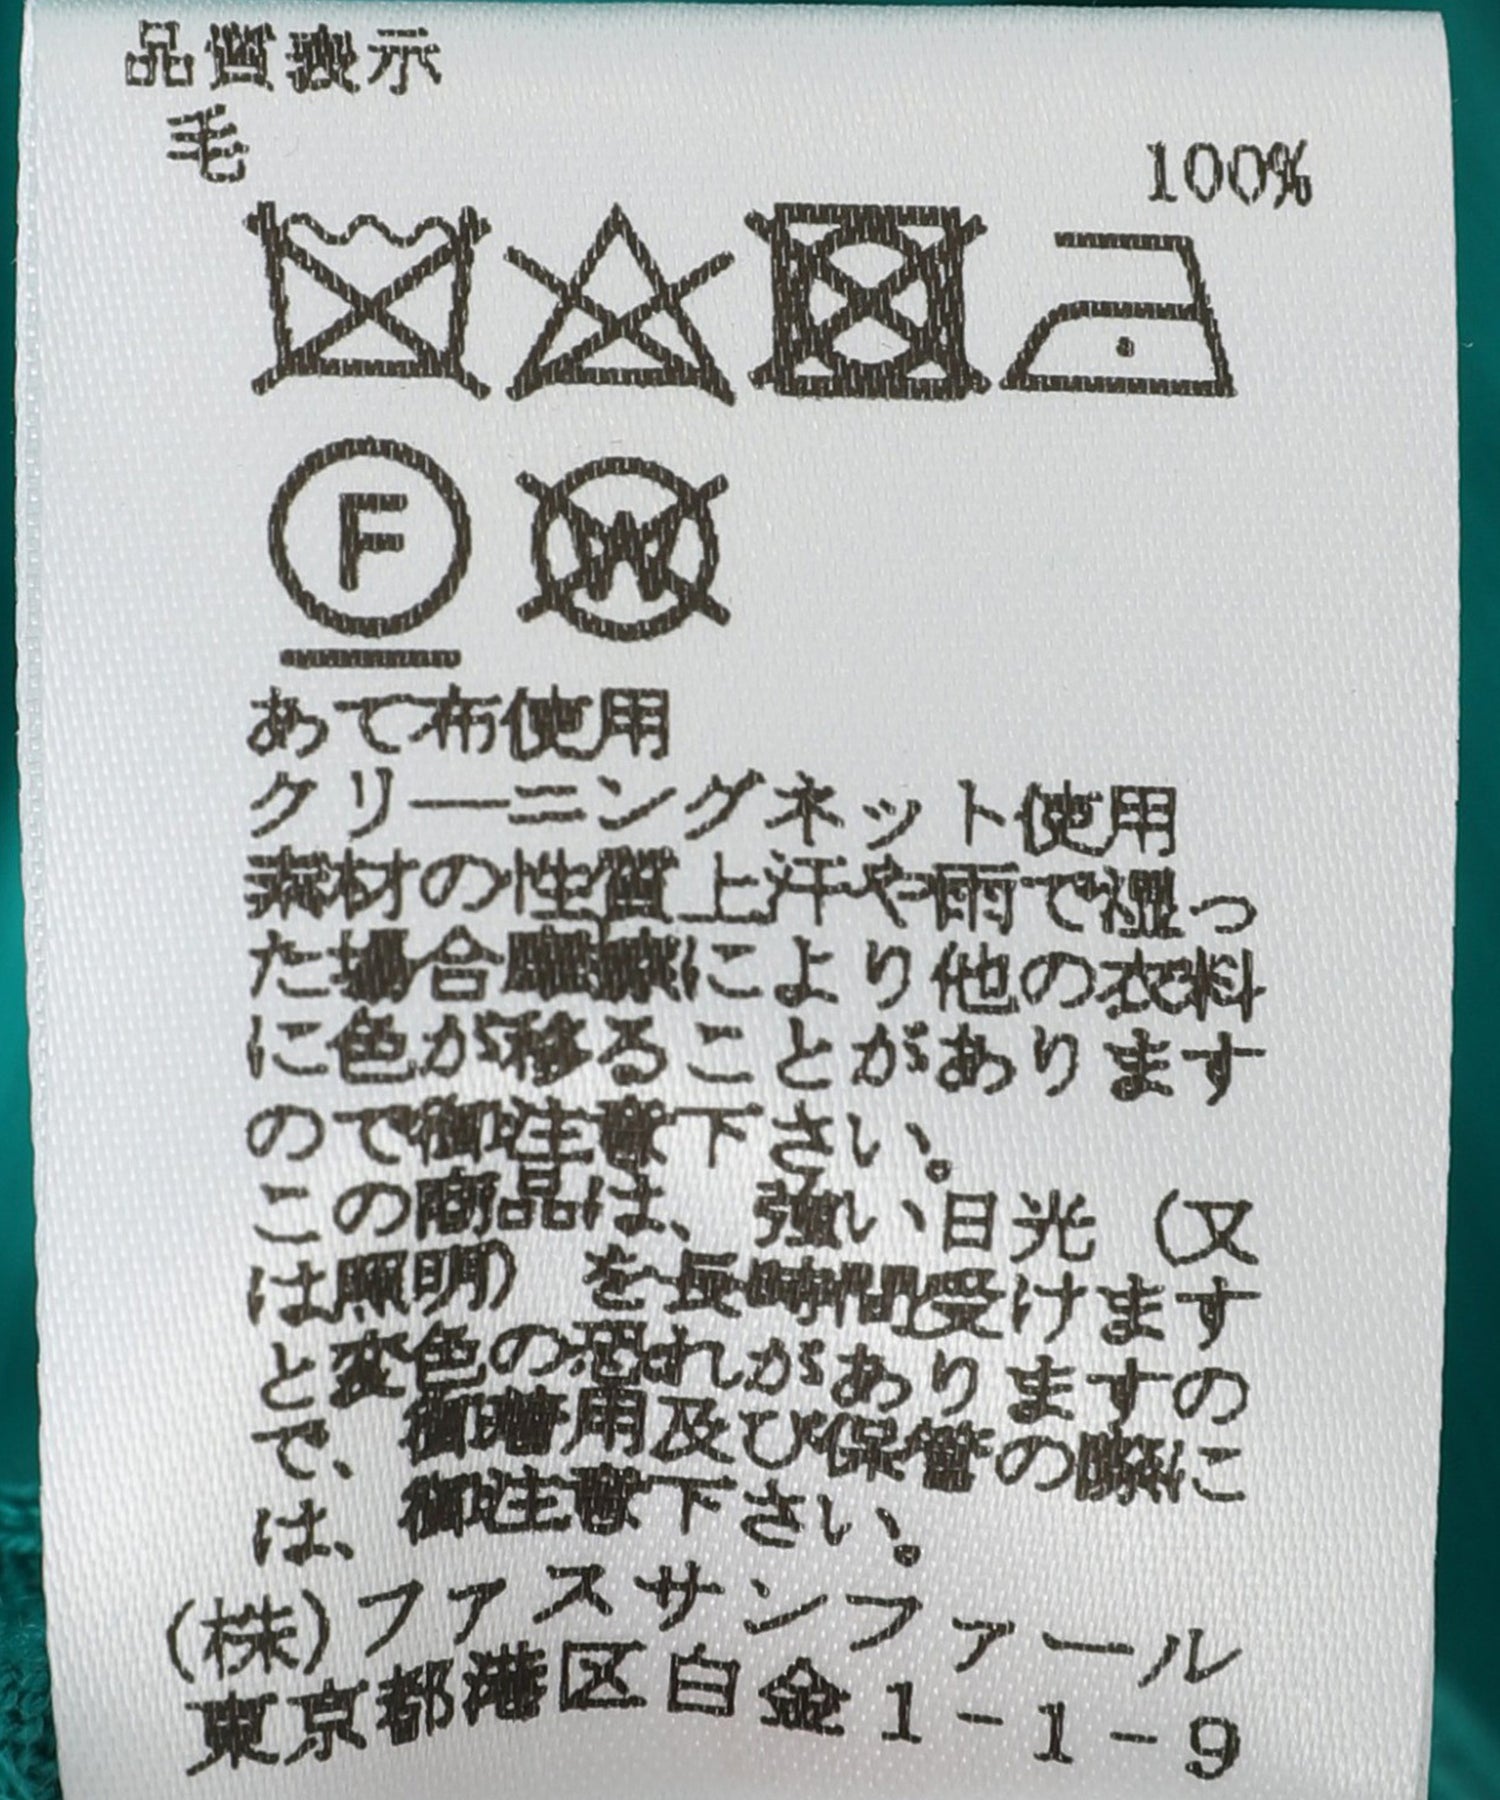 品質表示
毛
100%
F W
あて布使用
クリーニングネット使用
素材の性質上汗や雨で湿っ
た場合摩擦により他の衣料
に色が移ることがあります
ので御注意下さい。
この商品は、強い日光（又
は照明）を長時間受けます
と変色の恐れがありますの
で、御着用及び保管の際に
は、御注意下さい。
(株)ファスサンファール
東京都港区白金1-1-9